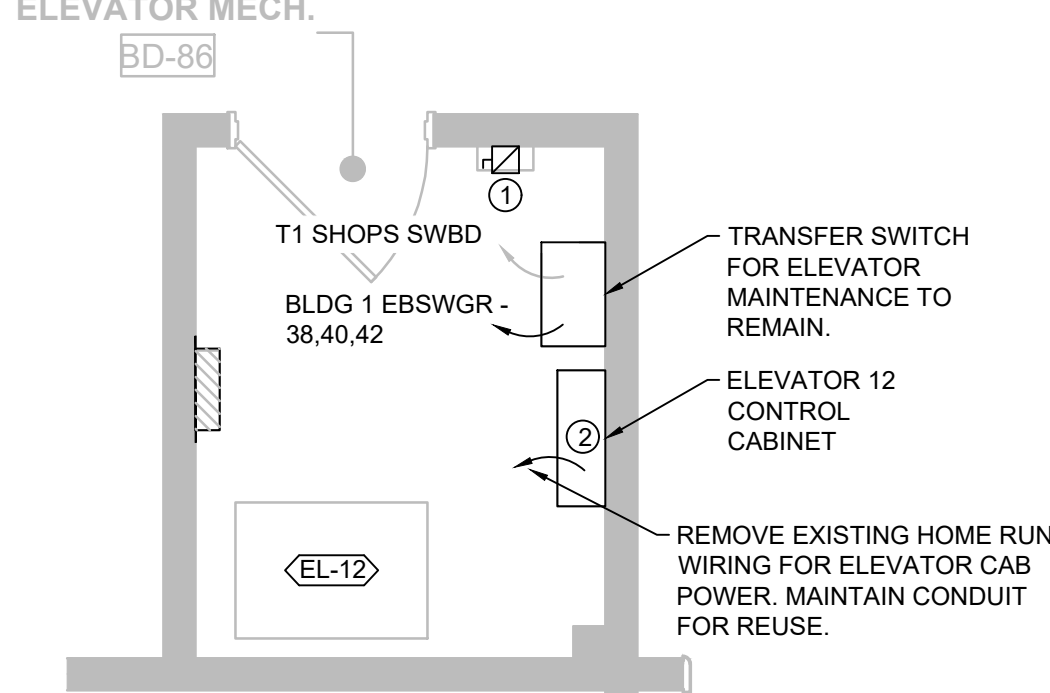 ELEVATOR MECH.
BD-86
1
T1 SHOPS SWBD
BLDG 1 EBSWGR -
38,40,42
TRANSFER SWITCH
FOR ELEVATOR
MAINTENANCE TO
REMAIN.
ELEVATOR 12
CONTROL
CABINET
2
REMOVE EXISTING HOME RUN
WIRING FOR ELEVATOR CAB
POWER. MAINTAIN CONDUIT
FOR REUSE.
EL-12